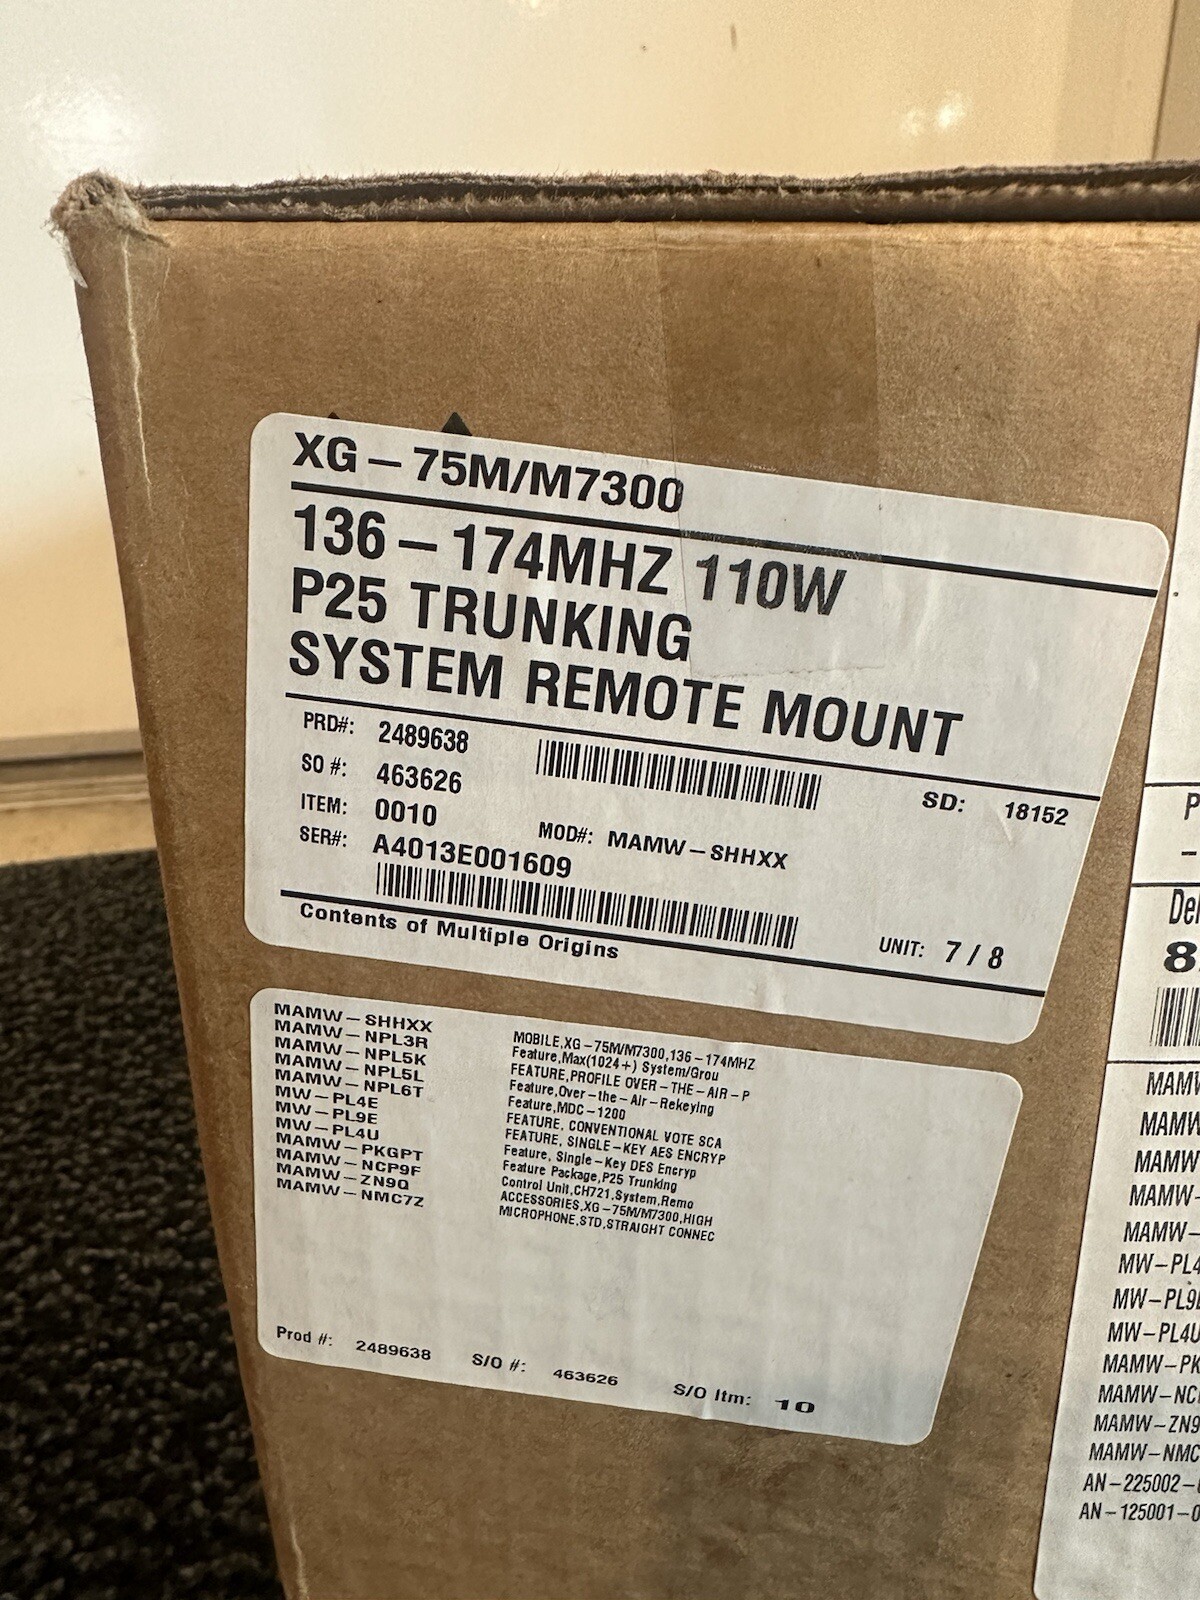 XG-75M/M7300
136-174MHZ 110W
P25 TRUNKING
SYSTEM REMOTE MOUNT
PRD#: 2489638
SO #: 463626
SD: 18152
ITEM: 0010
MOD#: MAMW-SHHXX
SER#: A4013E001609
Contents of Multiple Origins
UNIT: 7/8
MAMW-SHHXX MOBILE,XG-75M/M7300,136-174MHZ
MAMW-NPL3R Feature,Max(1024+) System/Grou
MAMW-NPL5K FEATURE,PROFILE OVER-THE-AIR-P
MAMW-NPL5L Feature,Over-the-Air-Rekeying
MAMW-NPL6T Feature,MDC-1200
MW-PL4E FEATURE, CONVENTIONAL VOTE SCA
MW-PL9E FEATURE, SINGLE-KEY AES ENCRYP
MW-PL4U Feature, Single-Key DES Encryp
MAMW-PKGPT Feature Package,P25 Trunking
MAMW-NCP9F Control Unit,CH721,System,Remo
MAMW-ZN9Q ACCESSORIES,XG-75M/M7300,HIGH
MAMW-NMC7Z MICROPHONE,STD,STRAIGHT CONNEC
Prod #: 2489638 S/O #: 463626 S/O Itm: 10
P
-
Del
8
MAMW
MAMW
MAMW
MAMW-
MAMW-
MW-PL4
MW-PL9
MW-PL4U
MAMW-PK
MAMW-NC
MAMW-ZN9
MAMW-NMC
AN-225002-
AN-125001-0